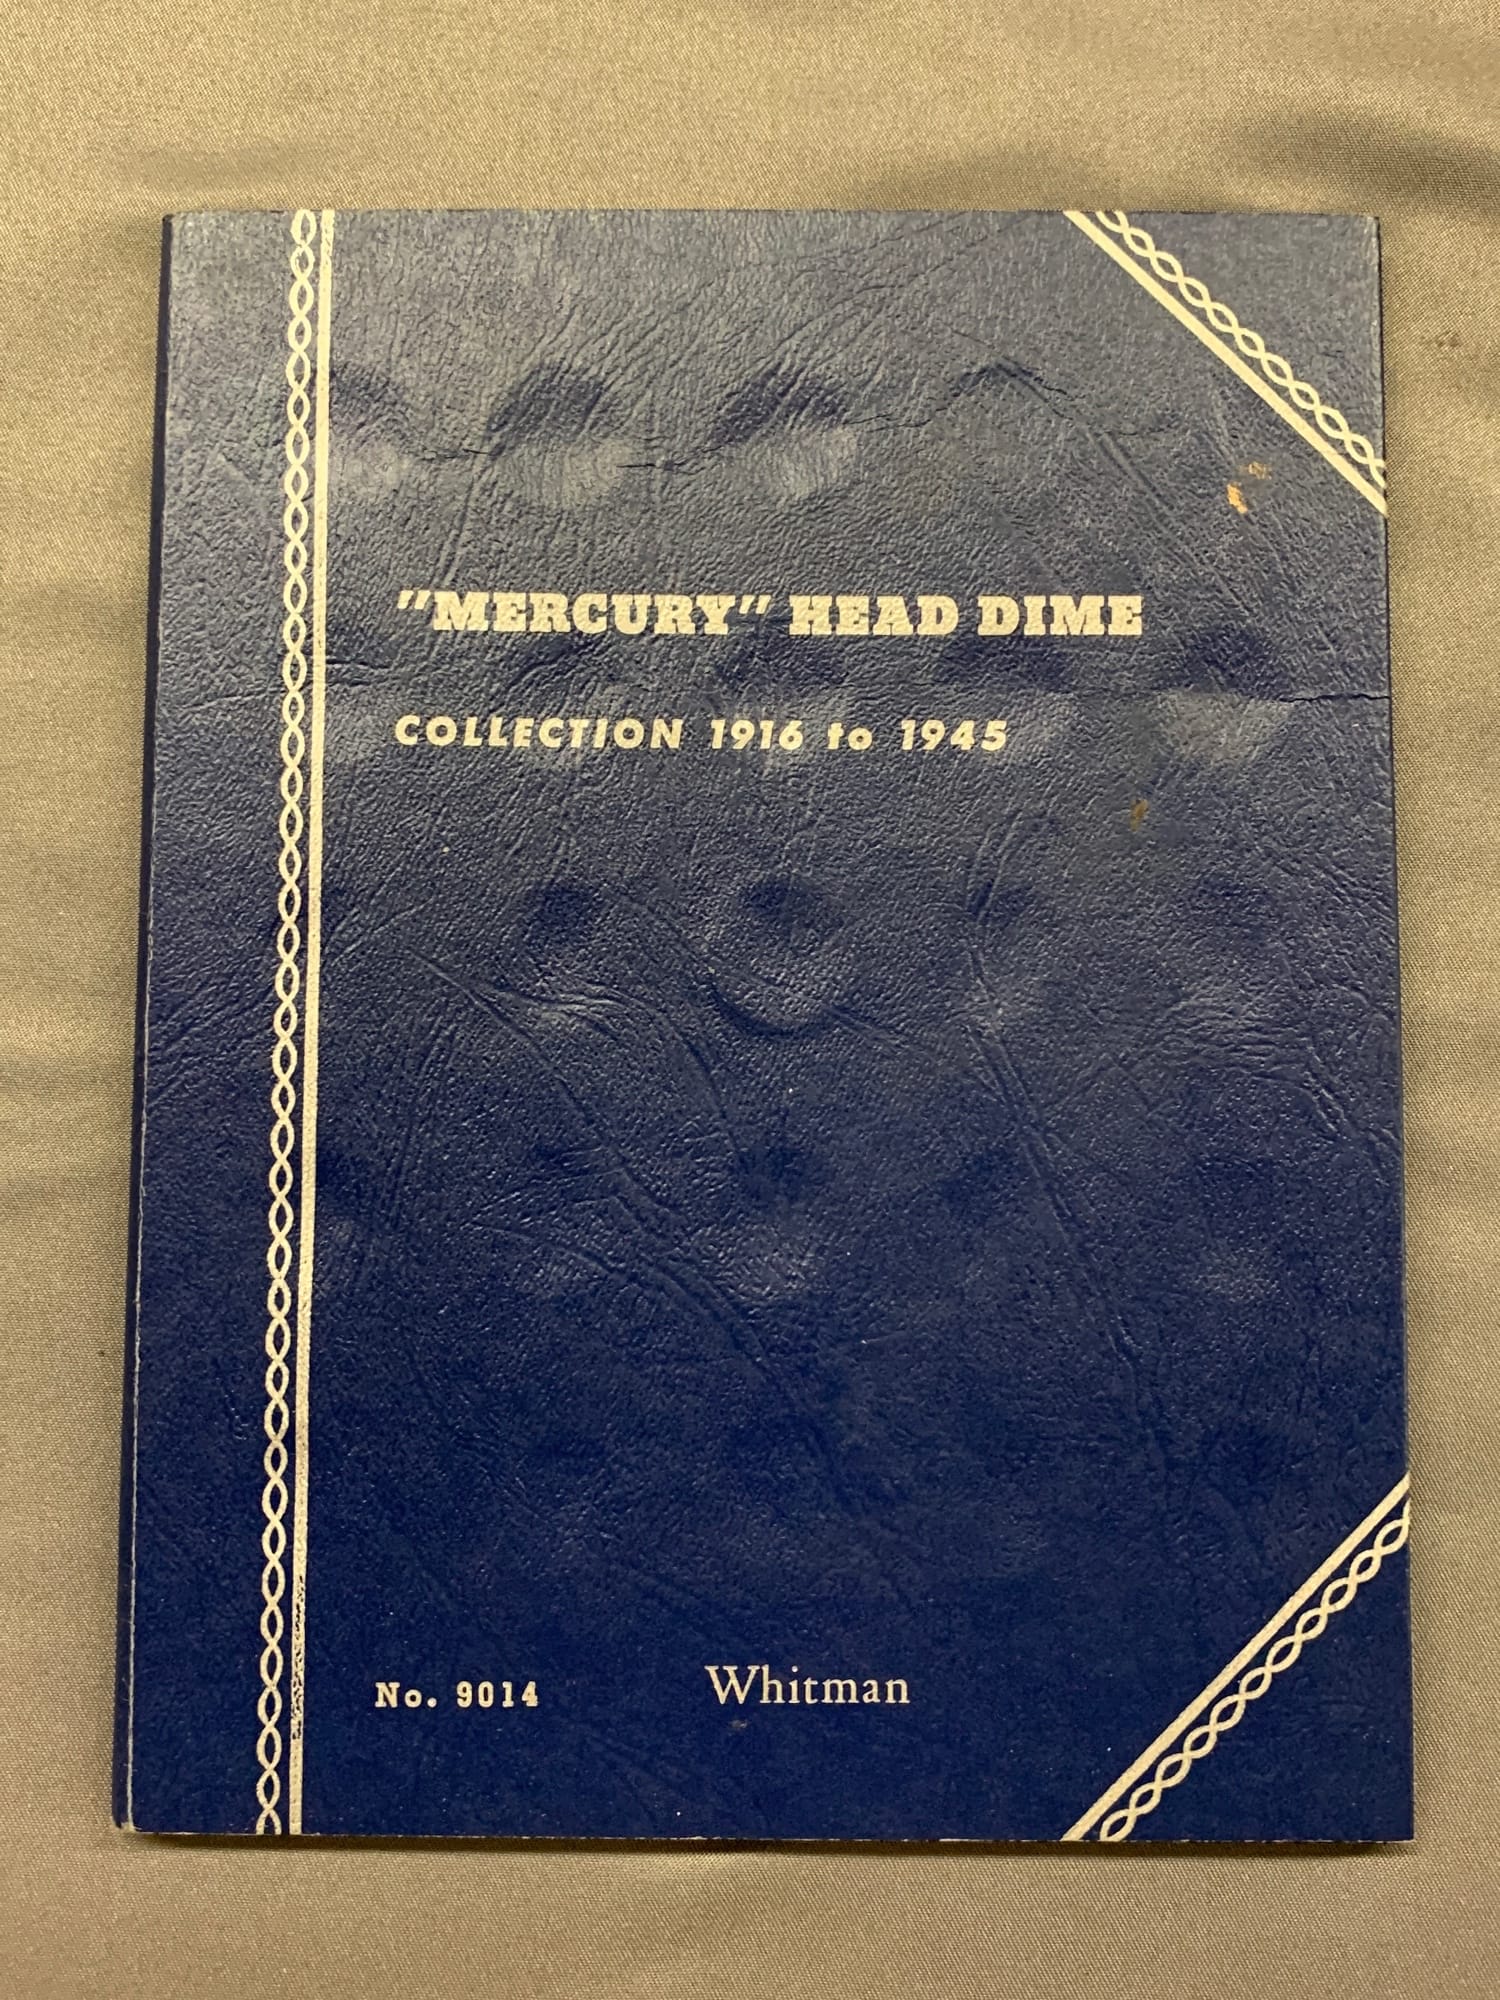 "MERCURY" HEAD DIME
COLLECTION 1916 to 1945
No. 9014 Whitman